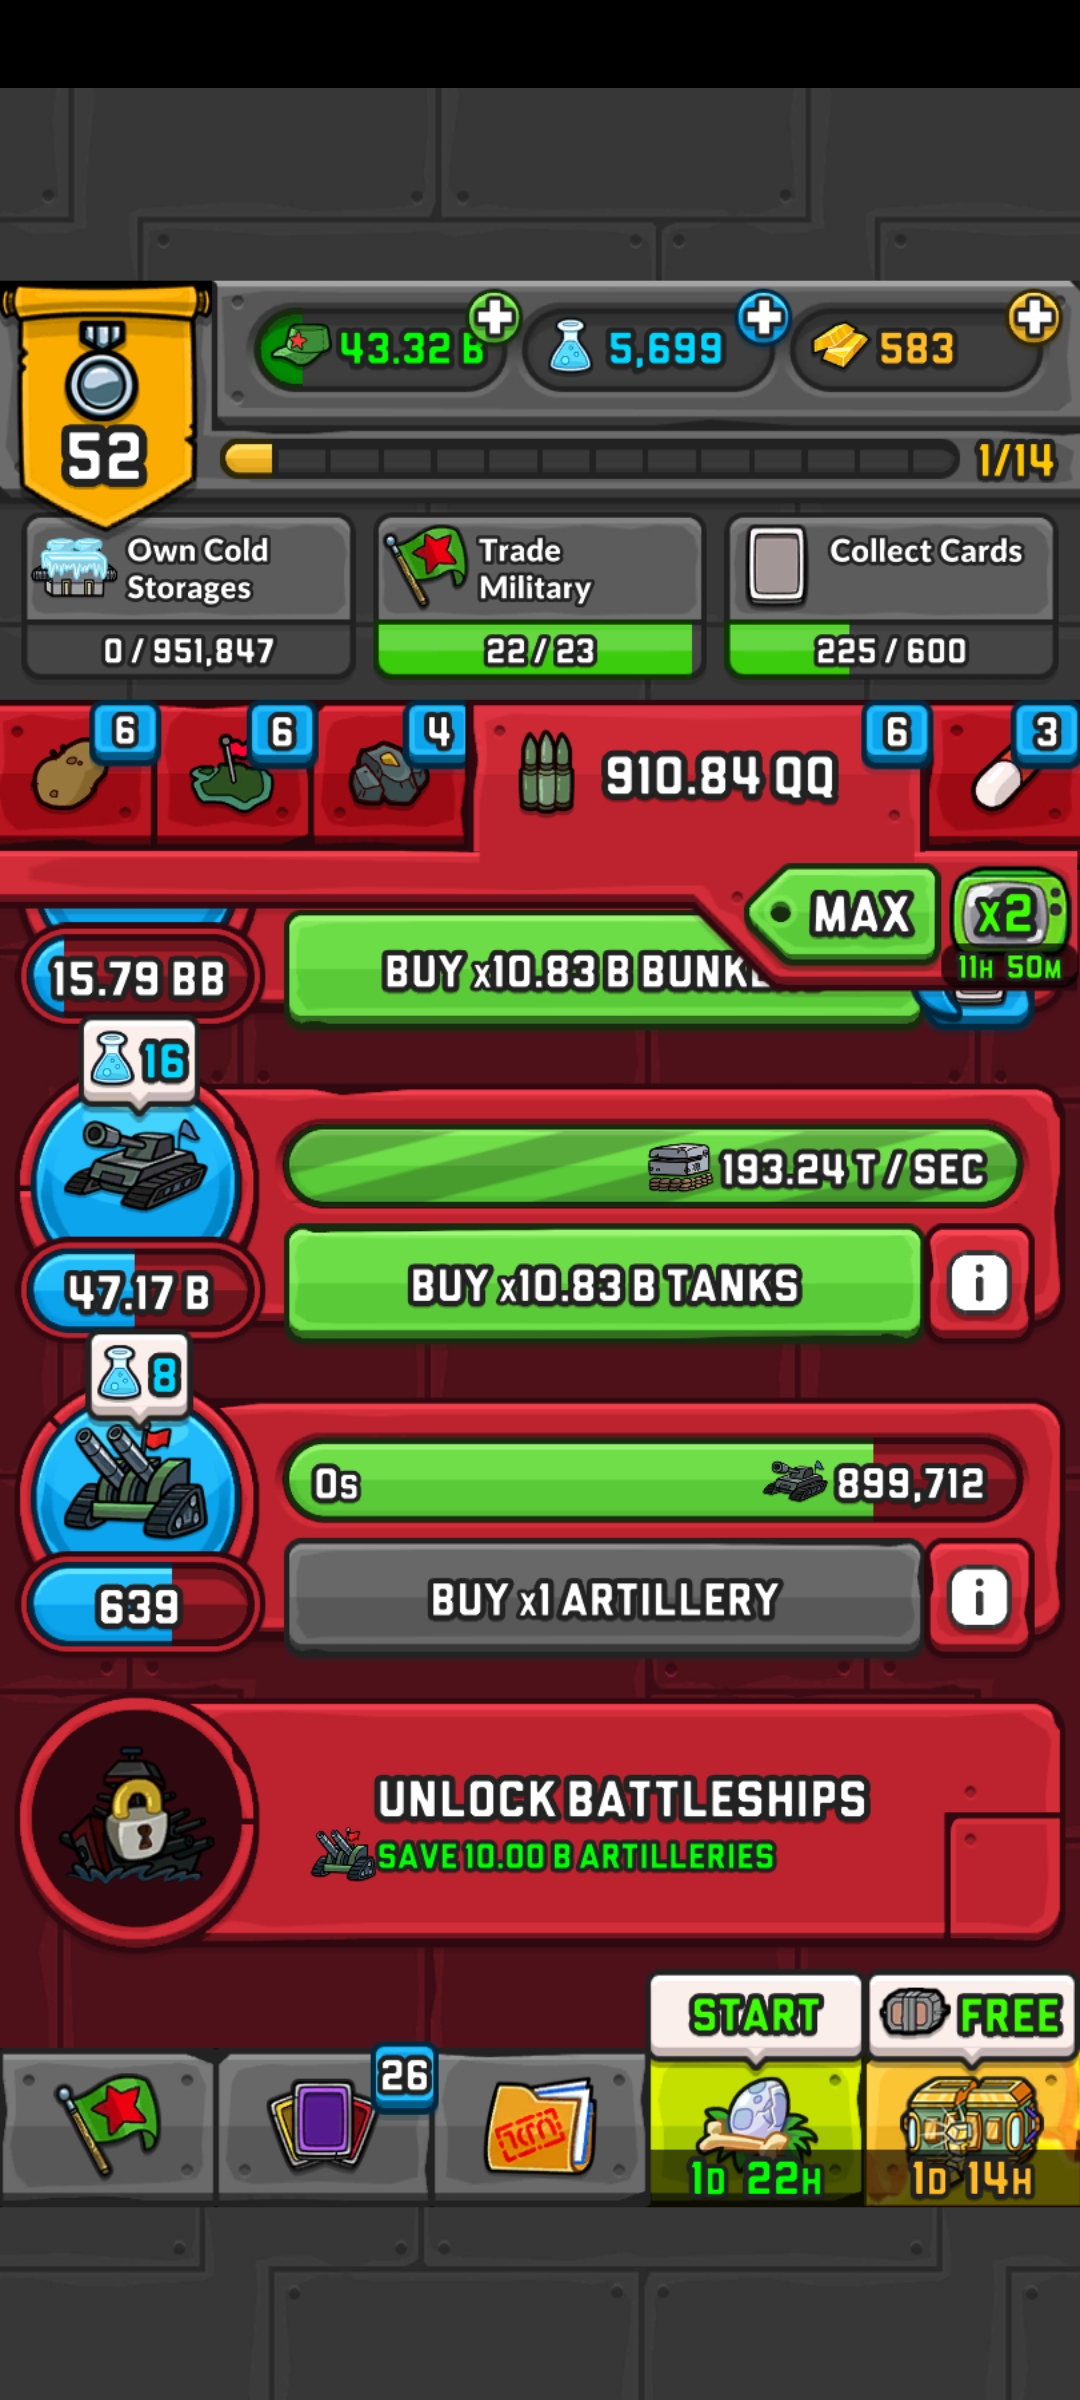 43.32 B
5,699
583
52
1/14
Own Cold
Storages
0 / 951,847
Trade
Military
22 / 23
Collect Cards
225 / 600
6
6
4
910.84 QQ
6
3
MAX
x2
11H 50M
15.79 BB
BUY x10.83 B
16
193.24 T / SEC
47.17 B
BUY x10.83 B TANKS
i
8
0s
899,712
639
BUY x1 ARTILLERY
i
UNLOCK BATTLESHIPS
SAVE 10.00 B ARTILLERIES
START
FREE
26
1D 22H
1D 14H